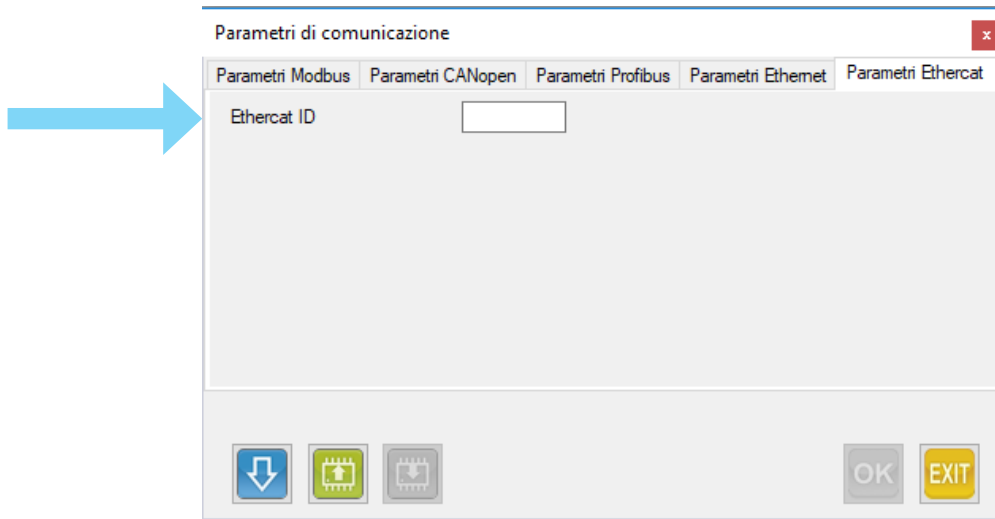 Parametri di comunicazione
x
Parametri Modbus Parametri CANopen Parametri Profibus Parametri Ethernet Parametri Ethercat
Ethercat ID
OK EXIT